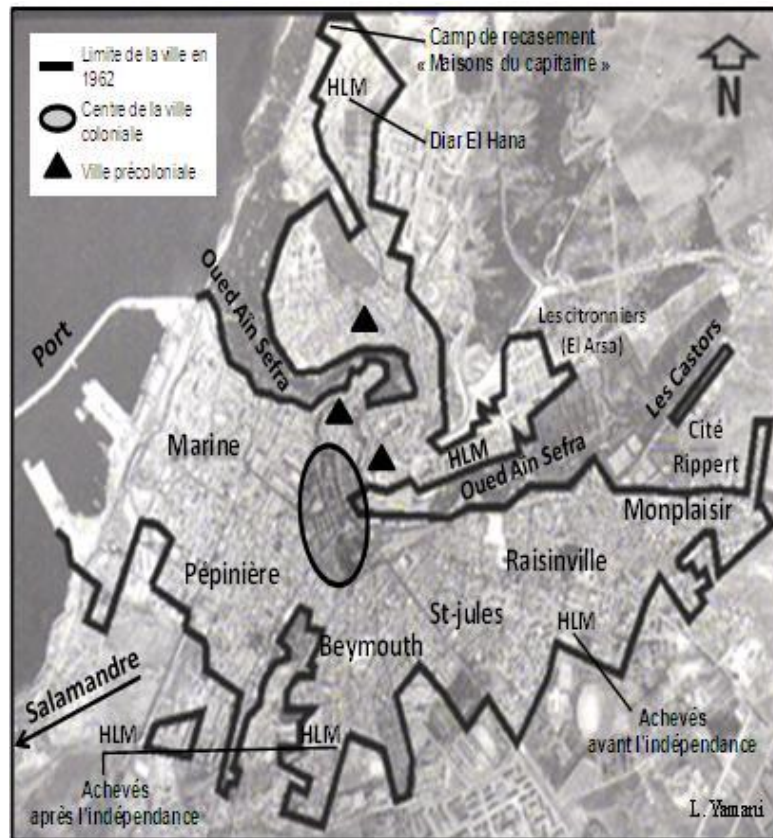 Limite de la ville en
1962
Centre de la ville
coloniale
Ville précoloniale
Camp de recasement
« Maisons du capitaine »
N
HLM
Diar El Hana
Oued Aïn Sefra
Port
Les citronniers
(El Arsa)
Les Castors
Marine
HLM
Oued Aïn Sefra
Cité
Rippert
Monplaisir
Raisinville
Pépinière
St-jules
HLM
Beymouth
Salamandre
HLM
HLM
Achevés
avant l'indépendance
Achevés
après l'indépendance
L. Yamani